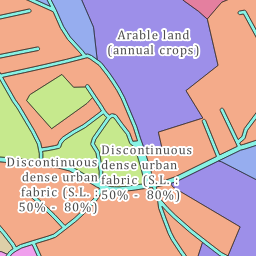 Arable land
(annual crops)
Discontinuous
dense urban
fabric (S.L. :
50% - 80%)
Discontinuous
dense urban
fabric (S.L. :
50% - 80%)